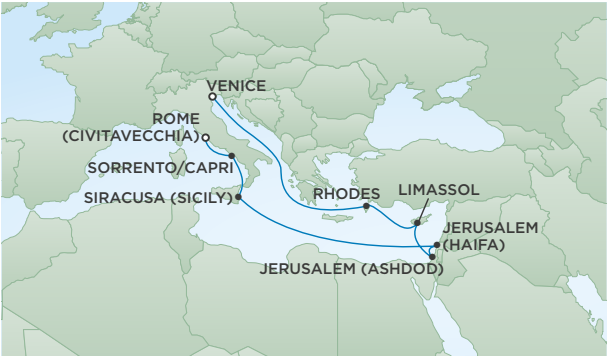 VENICE
ROME
(CIVITAVECCHIA)
SORRENTO/CAPRI
SIRACUSA (SICILY)
RHODES
LIMASSOL
JERUSALEM
(HAIFA)
JERUSALEM (ASHDOD)